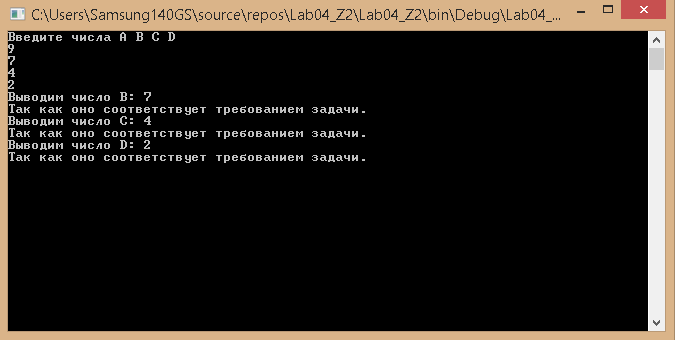 C:\Users\Samsung140GS\source\repos\Lab04_Z2\Lab04_Z2\bin\Debug\Lab04_...
Введите числа A B C D
9
7
4
2
Выводим число B: 7
Так как оно соответствует требованием задачи.
Выводим число C: 4
Так как оно соответствует требованием задачи.
Выводим число D: 2
Так как оно соответствует требованием задачи.